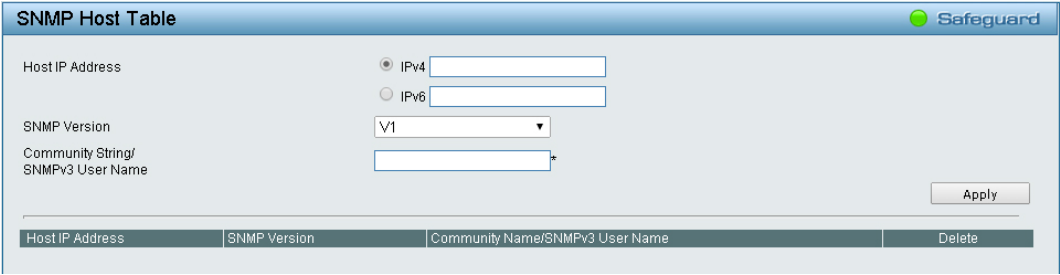 SNMP Host Table
Safeguard
Host IP Address
IPv4
IPv6
SNMP Version
V1
Community String/
SNMPv3 User Name
*
Apply
Host IP Address SNMP Version Community Name/SNMPv3 User Name Delete